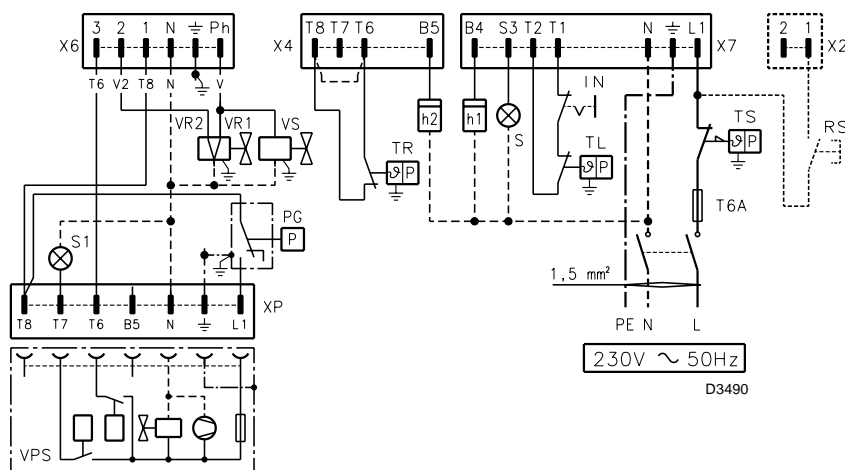 3 2 1 N Ph
X6
T6 V2 T8 N V
VR2 VR1 VS
T8 T7 T6 B5
X4
h2
TR
ϑ P
B4 S3 T2 T1 N L1
X7
h1
S
IN
TL
ϑ P
TS
ϑ P
T6A
2 1
X2
RS
PG
P
S1
XP
T8 T7 T6 B5 N L1
VPS
1,5 mm²
PE N L
230V ~ 50Hz
D3490